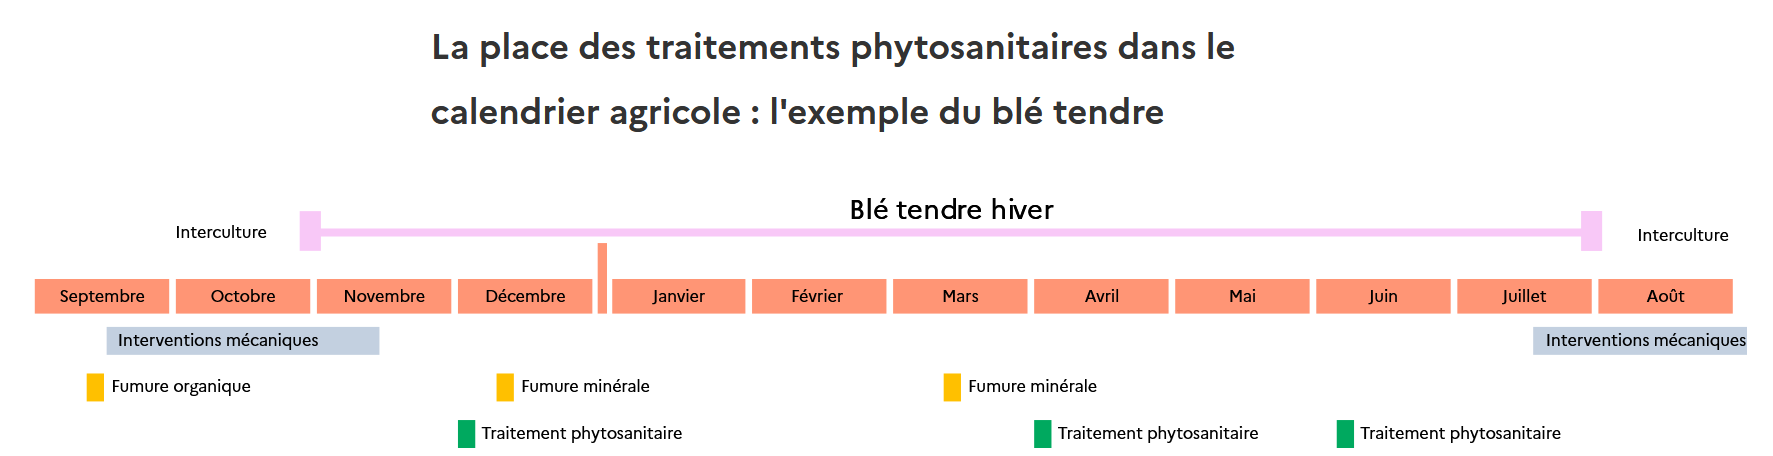 La place des traitements phytosanitaires dans le
calendrier agricole : l'exemple du blé tendre
Blé tendre hiver
Interculture
Interculture
Septembre Octobre Novembre Décembre Janvier Février Mars Avril Mai Juin Juillet Août
Interventions mécaniques Interventions mécaniques
Fumure organique Fumure minérale Fumure minérale
Traitement phytosanitaire Traitement phytosanitaire Traitement phytosanitaire